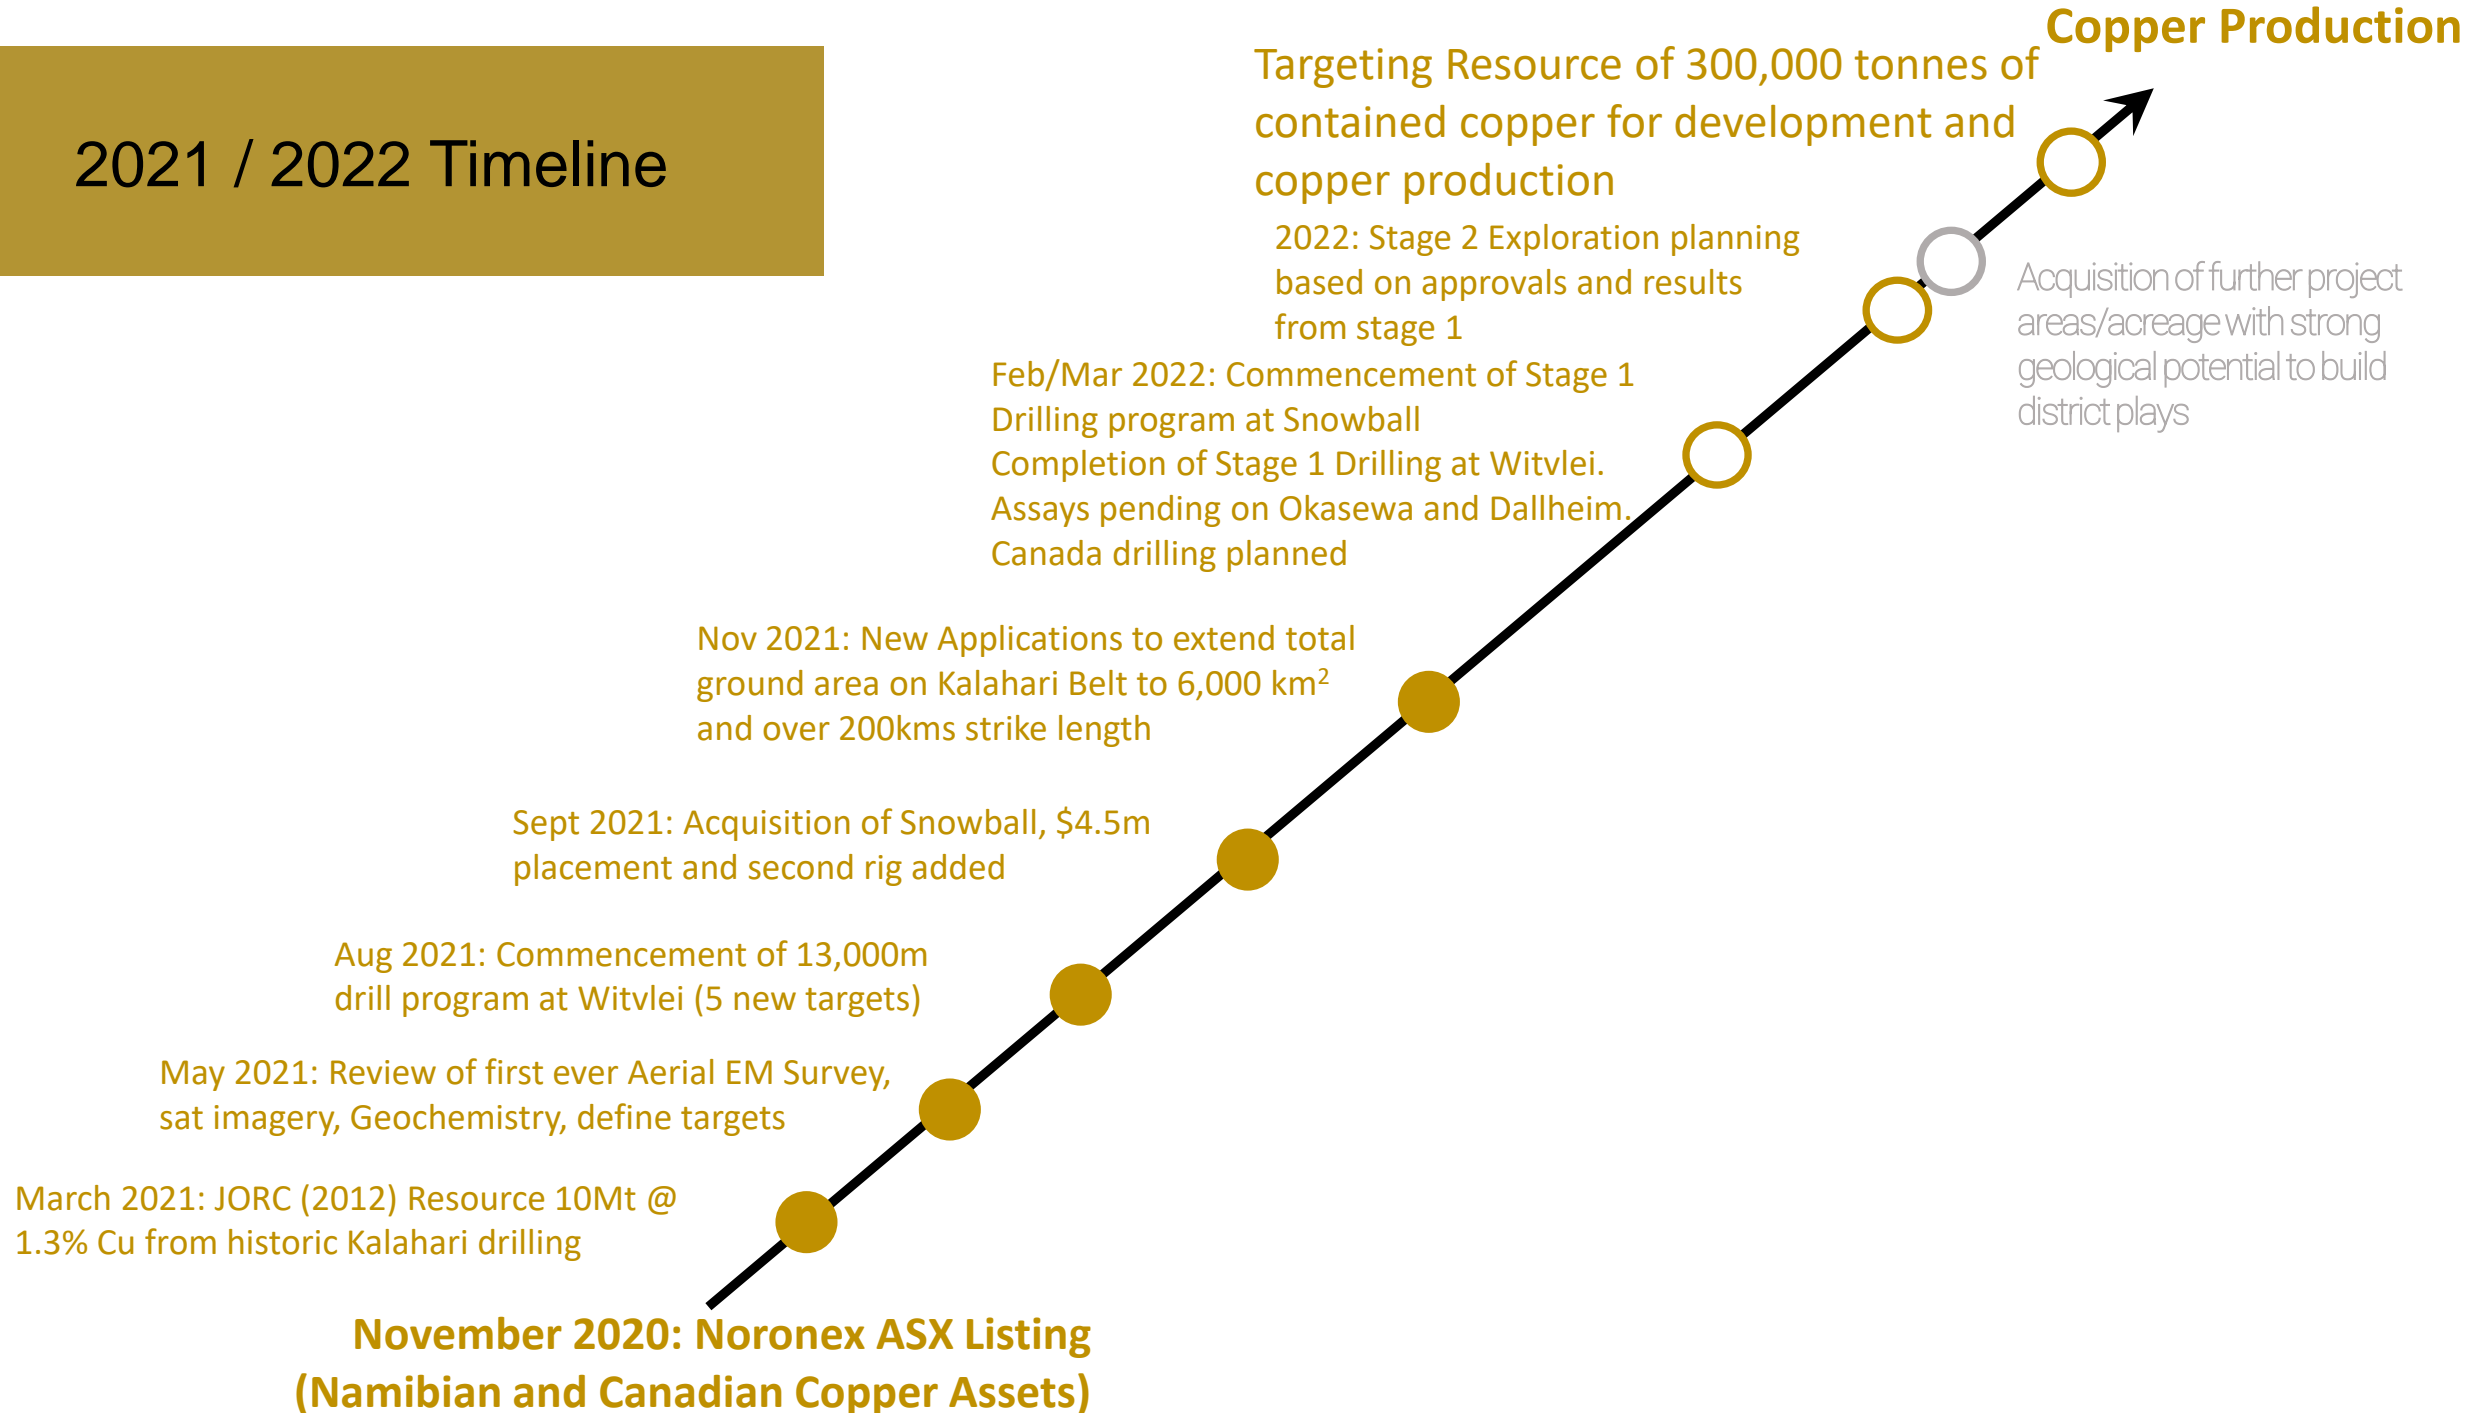 2021 / 2022 Timeline
Copper Production
Targeting Resource of 300,000 tonnes of
contained copper for development and
copper production
2022: Stage 2 Exploration planning
based on approvals and results
from stage 1
Acquisition of further project
areas/acreage with strong
geological potential to build
district plays
Feb/Mar 2022: Commencement of Stage 1
Drilling program at Snowball
Completion of Stage 1 Drilling at Witvlei.
Assays pending on Okasewa and Dallheim.
Canada drilling planned
Nov 2021: New Applications to extend total
ground area on Kalahari Belt to 6,000 km²
and over 200kms strike length
Sept 2021: Acquisition of Snowball, $4.5m
placement and second rig added
Aug 2021: Commencement of 13,000m
drill program at Witvlei (5 new targets)
May 2021: Review of first ever Aerial EM Survey,
sat imagery, Geochemistry, define targets
March 2021: JORC (2012) Resource 10Mt @
1.3% Cu from historic Kalahari drilling
November 2020: Noronex ASX Listing
(Namibian and Canadian Copper Assets)